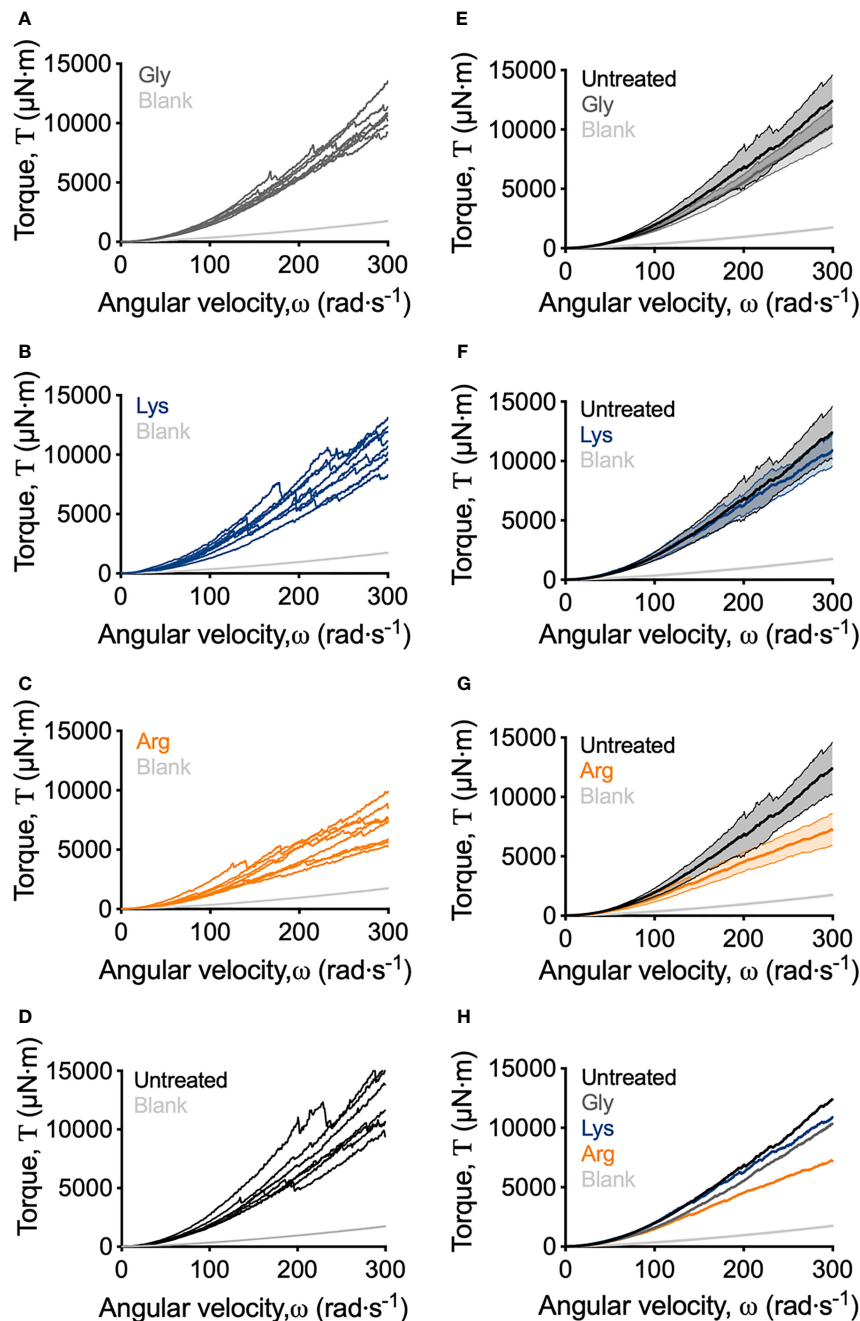 A
Torque, T (µN·m)
15000
10000
5000
0
Gly
Blank
0 100 200 300
Angular velocity,ω (rad·s-1)
E
Torque, T (µN·m)
15000
10000
5000
0
Untreated
Gly
Blank
0 100 200 300
Angular velocity, ω (rad·s-1)
B
Torque, T (µN·m)
15000
10000
5000
0
Lys
Blank
0 100 200 300
Angular velocity,ω (rad·s-1)
F
Torque, T (µN·m)
15000
10000
5000
0
Untreated
Lys
Blank
0 100 200 300
Angular velocity, ω (rad·s-1)
C
Torque, T (µN·m)
15000
10000
5000
0
Arg
Blank
0 100 200 300
Angular velocity,ω (rad·s-1)
G
Torque, T (µN·m)
15000
10000
5000
0
Untreated
Arg
Blank
0 100 200 300
Angular velocity, ω (rad·s-1)
D
Torque, T (µN·m)
15000
10000
5000
0
Untreated
Blank
0 100 200 300
Angular velocity,ω (rad·s-1)
H
Torque, T (µN·m)
15000
10000
5000
0
Untreated
Gly
Lys
Arg
Blank
0 100 200 300
Angular velocity, ω (rad·s-1)